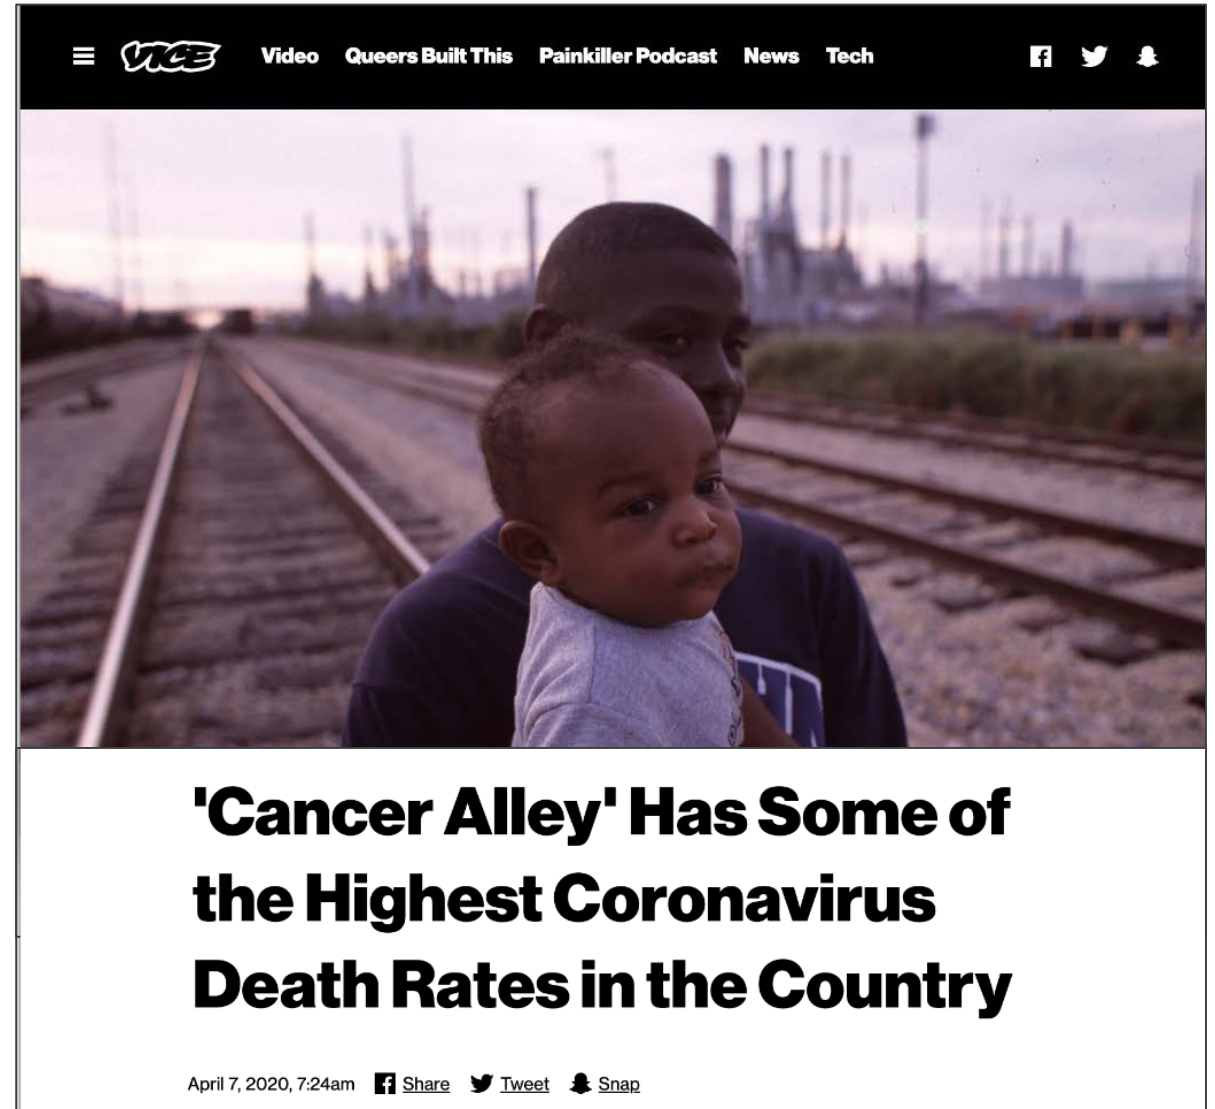 VICE Video Queers Built This Painkiller Podcast News Tech
'Cancer Alley' Has Some of
the Highest Coronavirus
Death Rates in the Country
April 7, 2020, 7:24am Share Tweet Snap